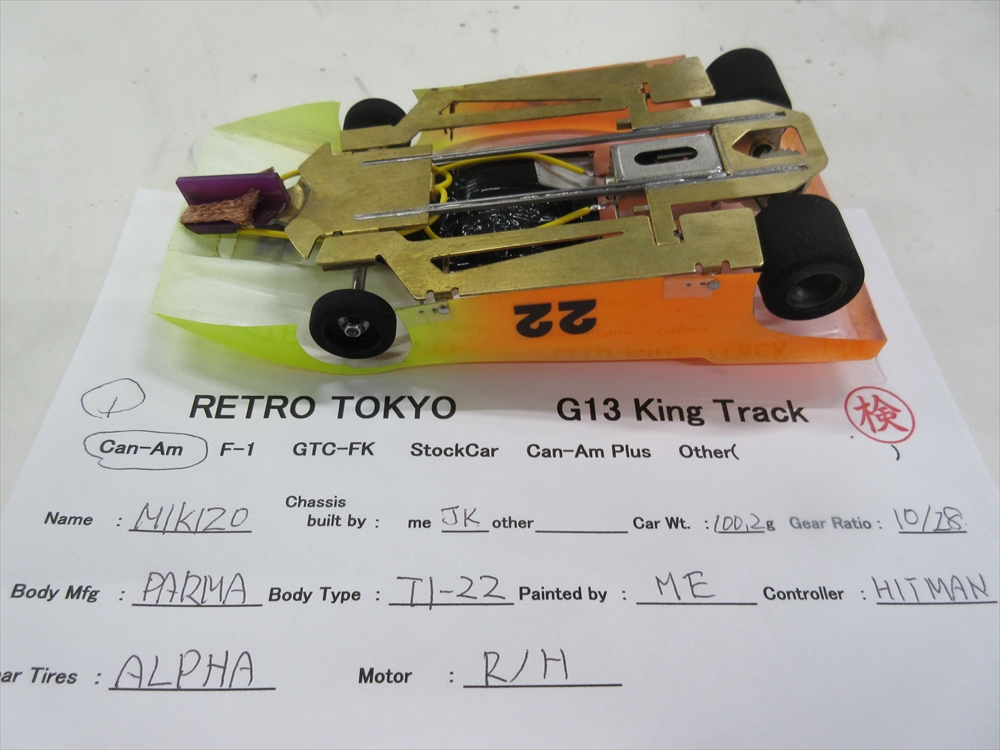 22
1
RETRO TOKYO G13 King Track 検
Can-Am F-1 GTC-FK StockCar Can-Am Plus Other( )
Name : MIKIZO Chassis built by : me JK other Car Wt. : 100,2g Gear Ratio : 10/28
Body Mfg : PARMA Body Type : TI-22 Painted by : ME Controller : HITMAN
ar Tires : ALPHA Motor : R/H